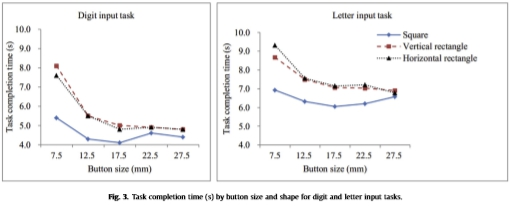 Digit input task
Task completion time (s)
10.0
9.0
8.0
7.0
6.0
5.0
4.0
7.5 12.5 17.5 22.5 27.5
Button size (mm)
Letter input task
Task completion time (s)
10.0
9.0
8.0
7.0
6.0
5.0
4.0
Square
Vertical rectangle
Horizontal rectangle
7.5 12.5 17.5 22.5 27.5
Button size (mm)
Fig. 3. Task completion time (s) by button size and shape for digit and letter input tasks.